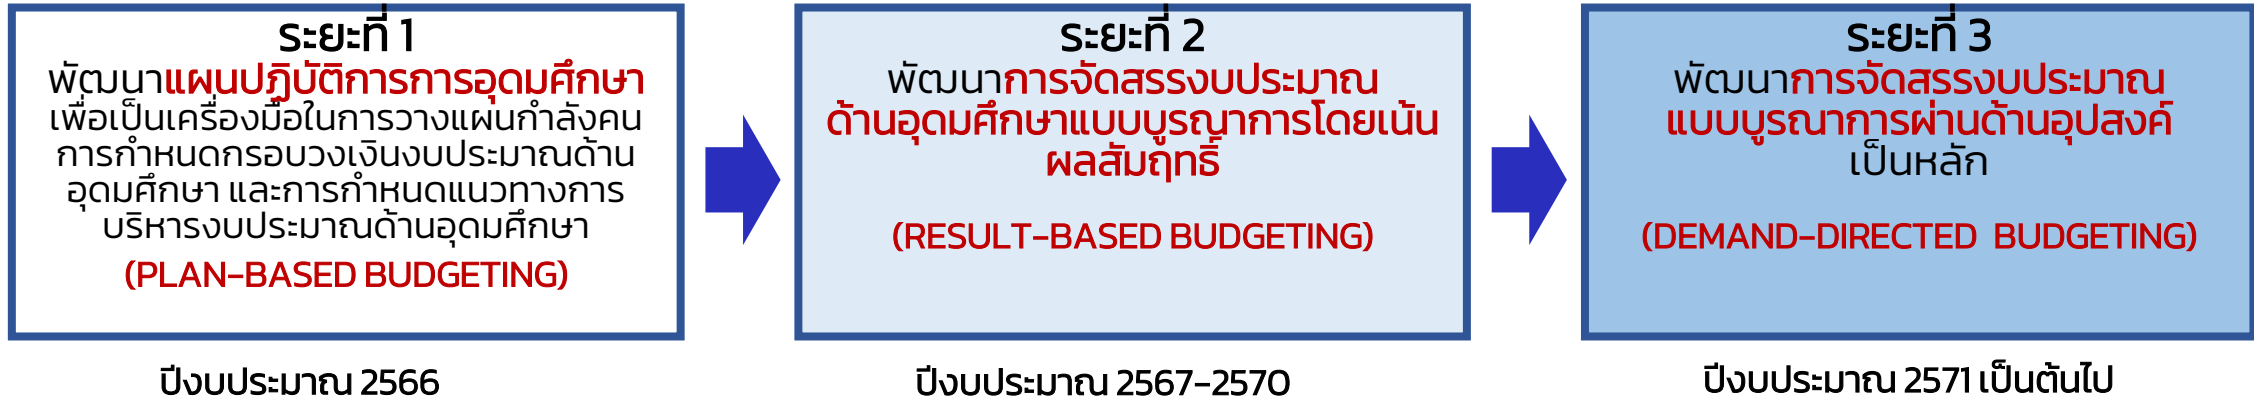 ระยะที่ 1
พัฒนาแผนปฏิบัติการการอุดมศึกษา
เพื่อเป็นเครื่องมือในการวางแผนกำลังคน
การกำหนดกรอบวงเงินงบประมาณด้าน
อุดมศึกษา และการกำหนดแนวทางการ
บริหารงบประมาณด้านอุดมศึกษา
(PLAN-BASED BUDGETING)
ปีงบประมาณ 2566
ระยะที่ 2
พัฒนาการจัดสรรงบประมาณ
ด้านอุดมศึกษาแบบบูรณาการโดยเน้น
ผลสัมฤทธิ์
(RESULT-BASED BUDGETING)
ปีงบประมาณ 2567-2570
ระยะที่ 3
พัฒนาการจัดสรรงบประมาณ
แบบบูรณาการผ่านด้านอุปสงค์
เป็นหลัก
(DEMAND-DIRECTED BUDGETING)
ปีงบประมาณ 2571 เป็นต้นไป